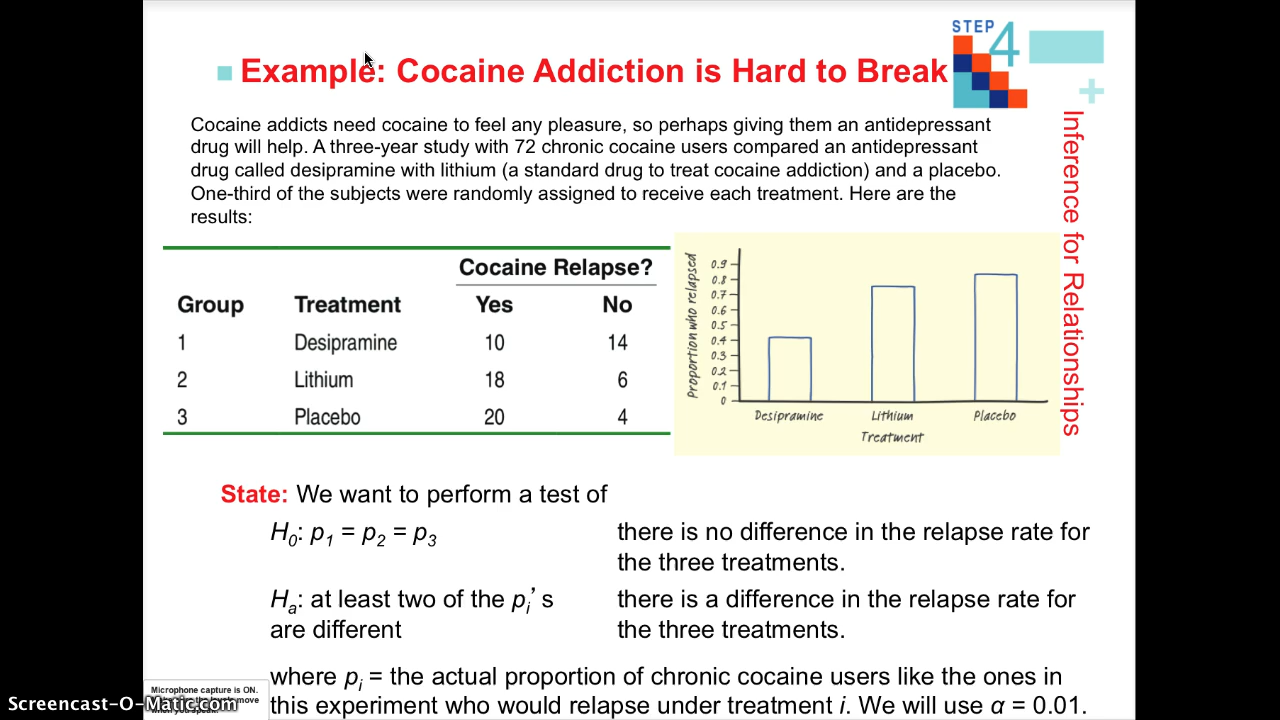 STEP 4
Example: Cocaine Addiction is Hard to Break
Cocaine addicts need cocaine to feel any pleasure, so perhaps giving them an antidepressant
drug will help. A three-year study with 72 chronic cocaine users compared an antidepressant
drug called desipramine with lithium (a standard drug to treat cocaine addiction) and a placebo.
One-third of the subjects were randomly assigned to receive each treatment. Here are the
results:
Inference for Relationships
Cocaine Relapse?
Group Treatment Yes No
1 Desipramine 10 14
2 Lithium 18 6
3 Placebo 20 4
Proportion who relapsed
0.9
0.8
0.7
0.6
0.5
0.4
0.3
0.2
0.1
0
Desipramine Lithium Placebo
Treatment
State: We want to perform a test of
H0: p1 = p2 = p3
there is no difference in the relapse rate for
the three treatments.
Ha: at least two of the pi’s
are different
there is a difference in the relapse rate for
the three treatments.
where pi = the actual proportion of chronic cocaine users like the ones in
this experiment who would relapse under treatment i. We will use α = 0.01.
Microphone capture is ON.
move
Screencast-O-Matic.com